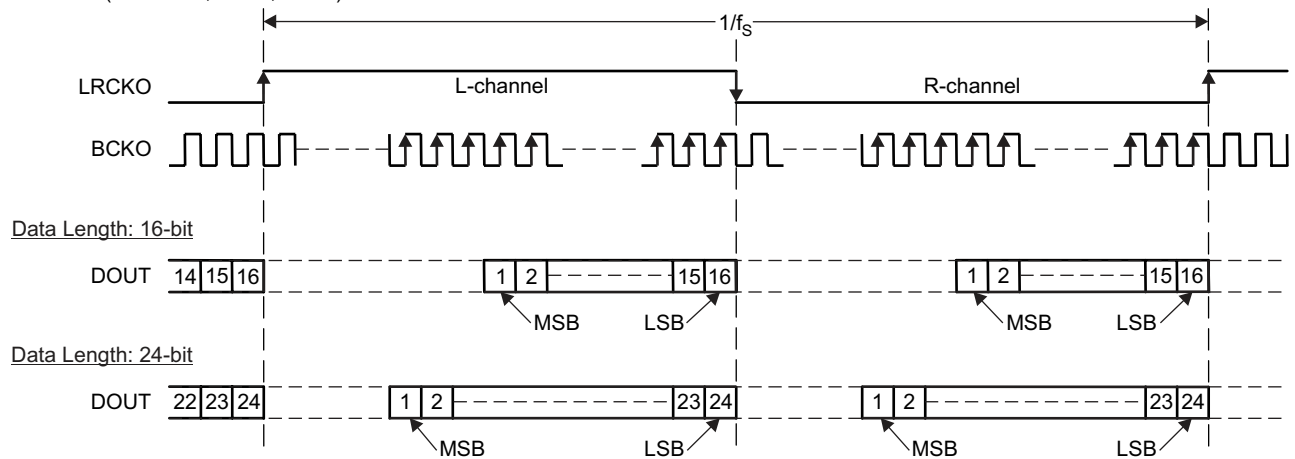 1/fS
LRCKO L-channel R-channel
BCKO
Data Length: 16-bit
DOUT 14 15 16 1 2 15 16 1 2 15 16
MSB LSB MSB LSB
Data Length: 24-bit
DOUT 22 23 24 1 2 23 24 1 2 23 24
MSB LSB MSB LSB